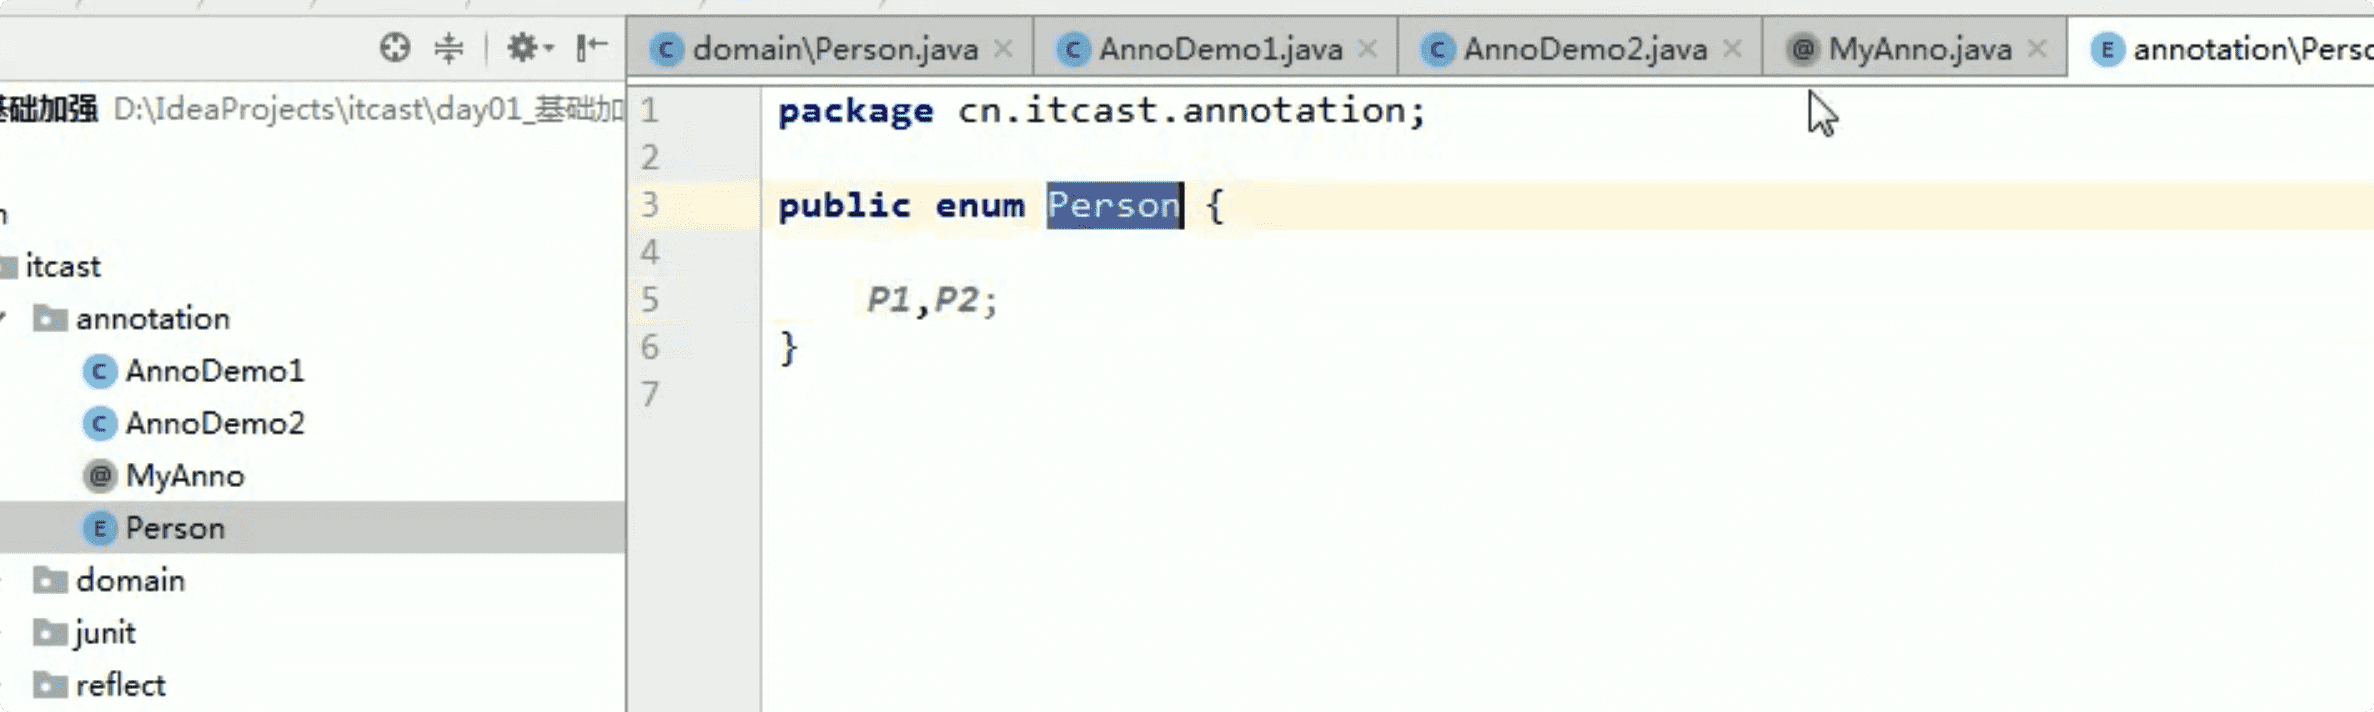 domain\Person.java AnnoDemo1.java AnnoDemo2.java MyAnno.java annotation\Perso
基础加强 D:\IdeaProjects\itcast\day01_基础加
itcast
annotation
AnnoDemo1
AnnoDemo2
MyAnno
Person
domain
junit
reflect
1 package cn.itcast.annotation;
2
3 public enum Person {
4
5 P1,P2;
6 }
7